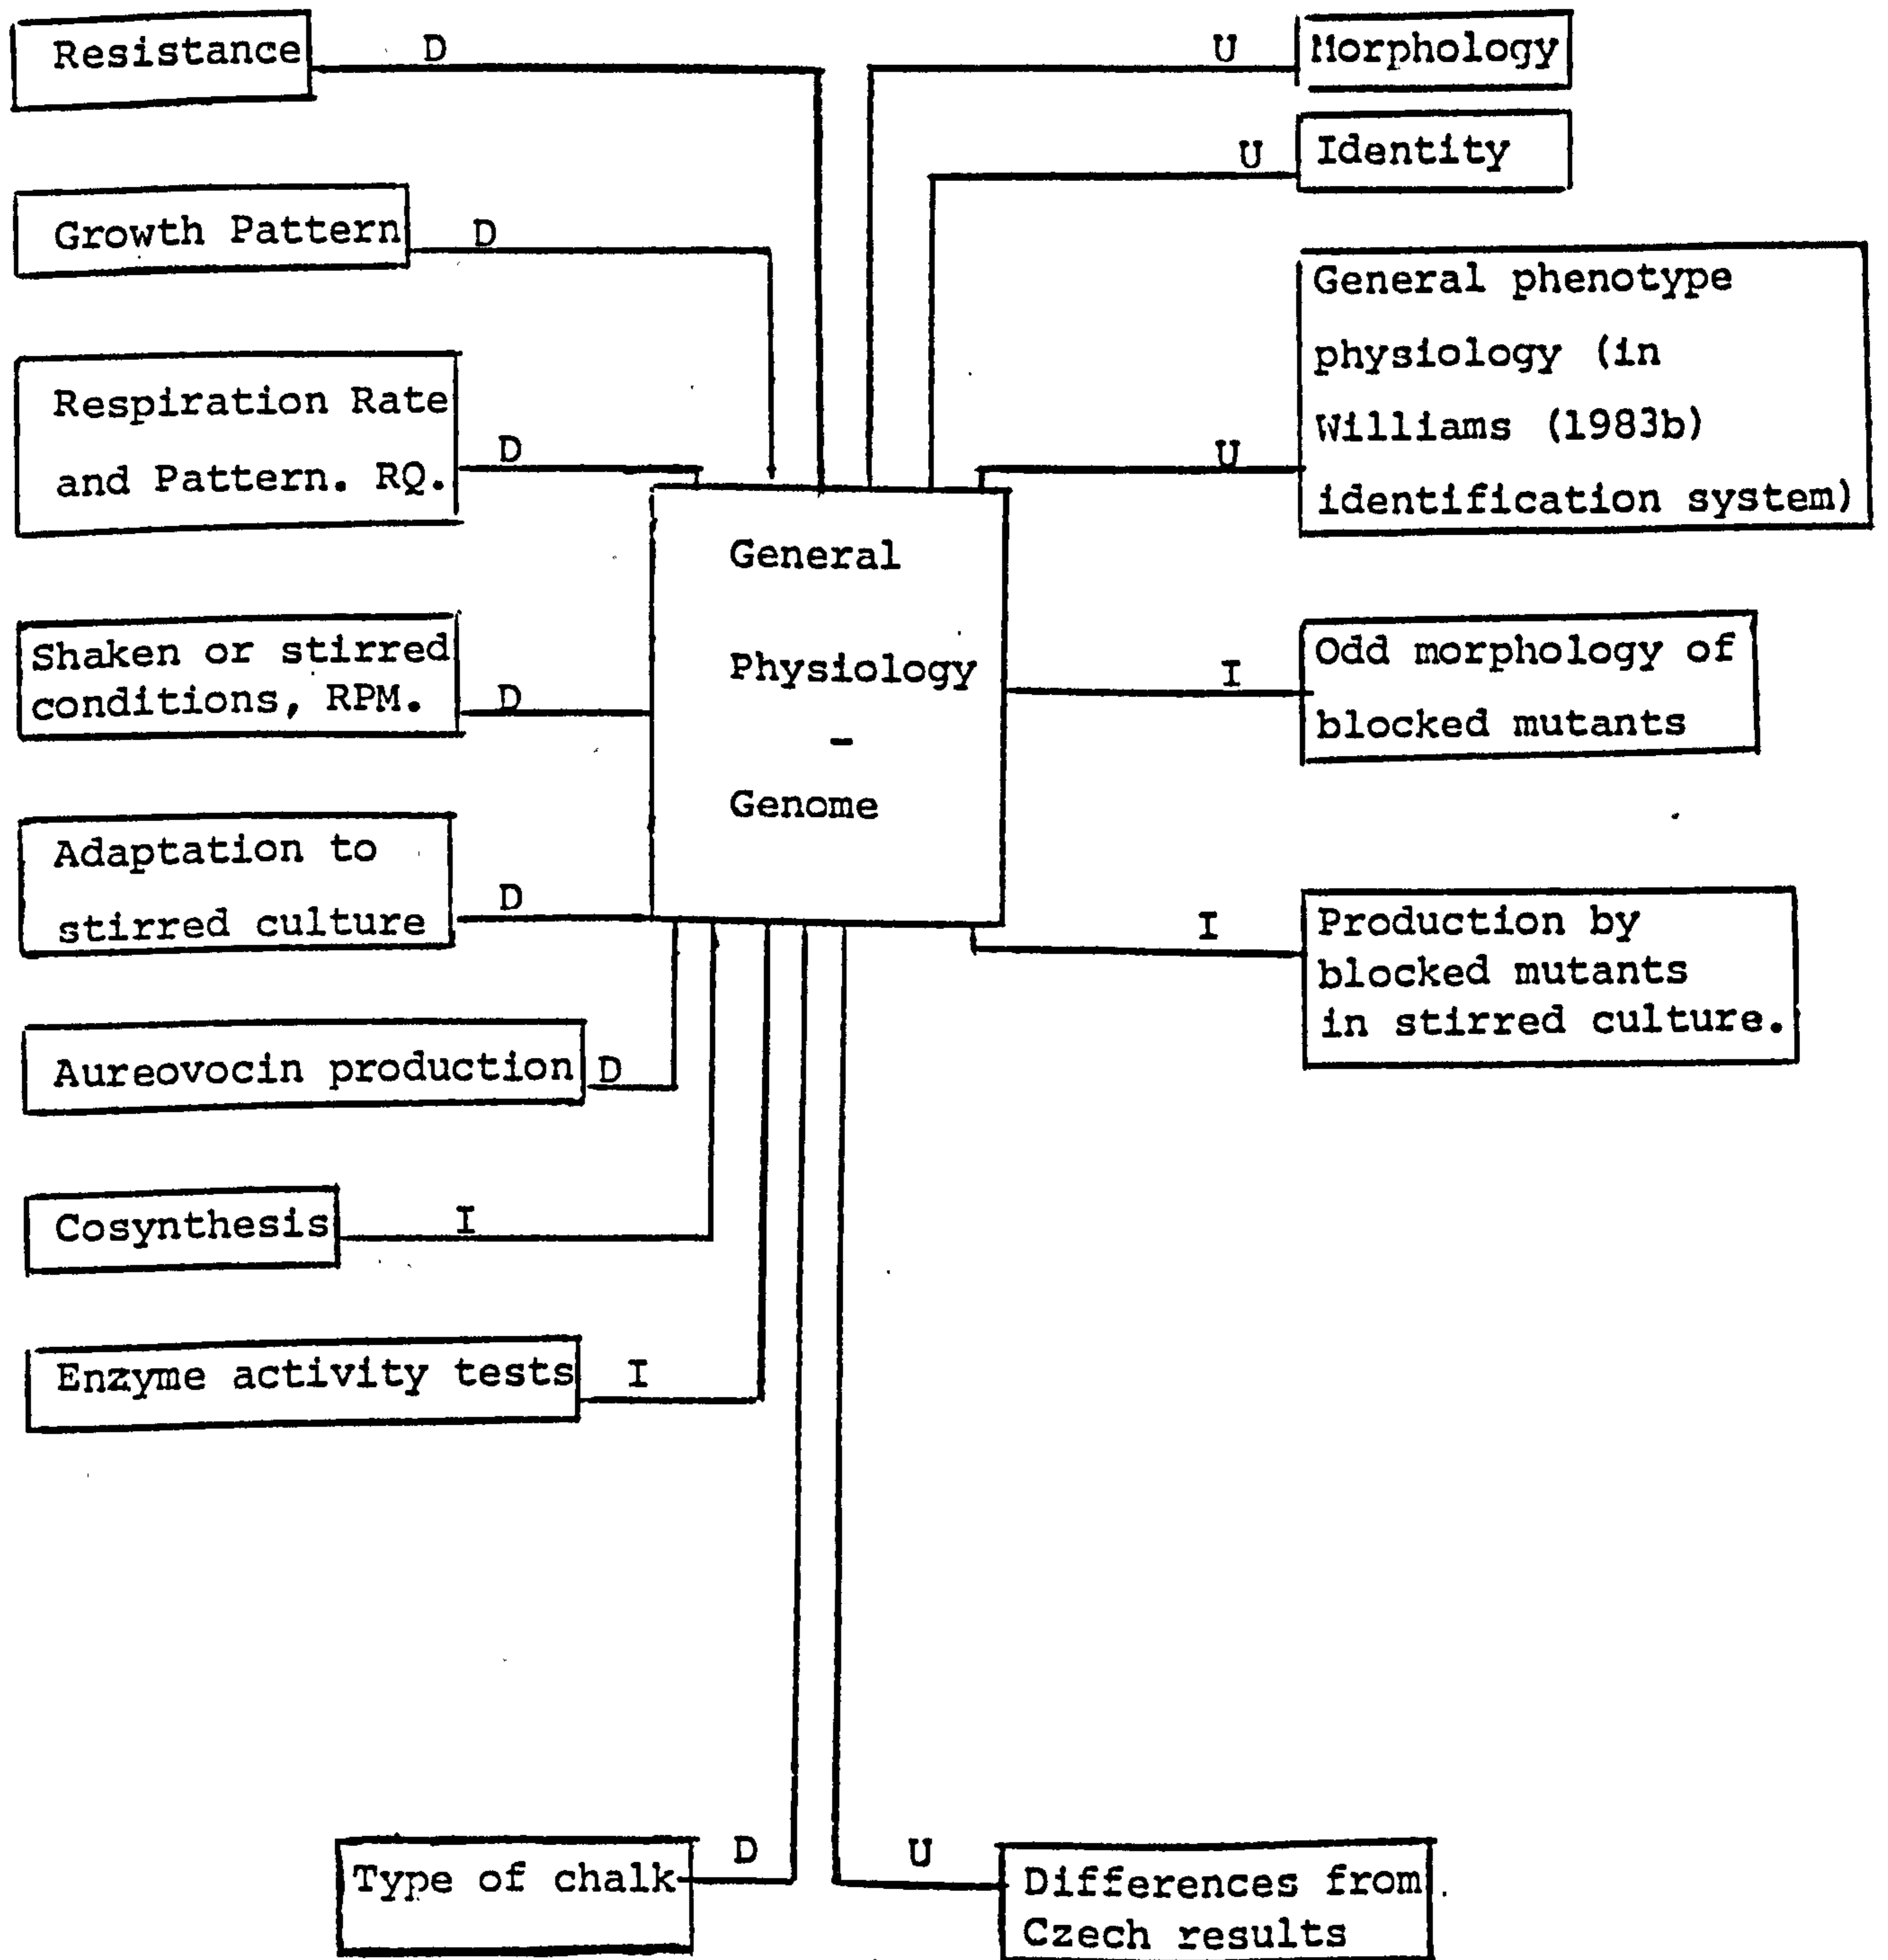 Resistance
D
U
Morphology
U
Identity
Growth Pattern
D
General phenotype
physiology (in
Williams (1983b)
identification system)
U
Respiration Rate
and Pattern. RQ.
D
General
Physiology
-
Genome
Shaken or stirred
conditions, RPM.
D
I
Odd morphology of
blocked mutants
Adaptation to
stirred culture
D
I
Production by
blocked mutants
in stirred culture.
Aureovocin production
D
Cosynthesis
I
Enzyme activity tests
I
Type of chalk
D
U
Differences from
Czech results